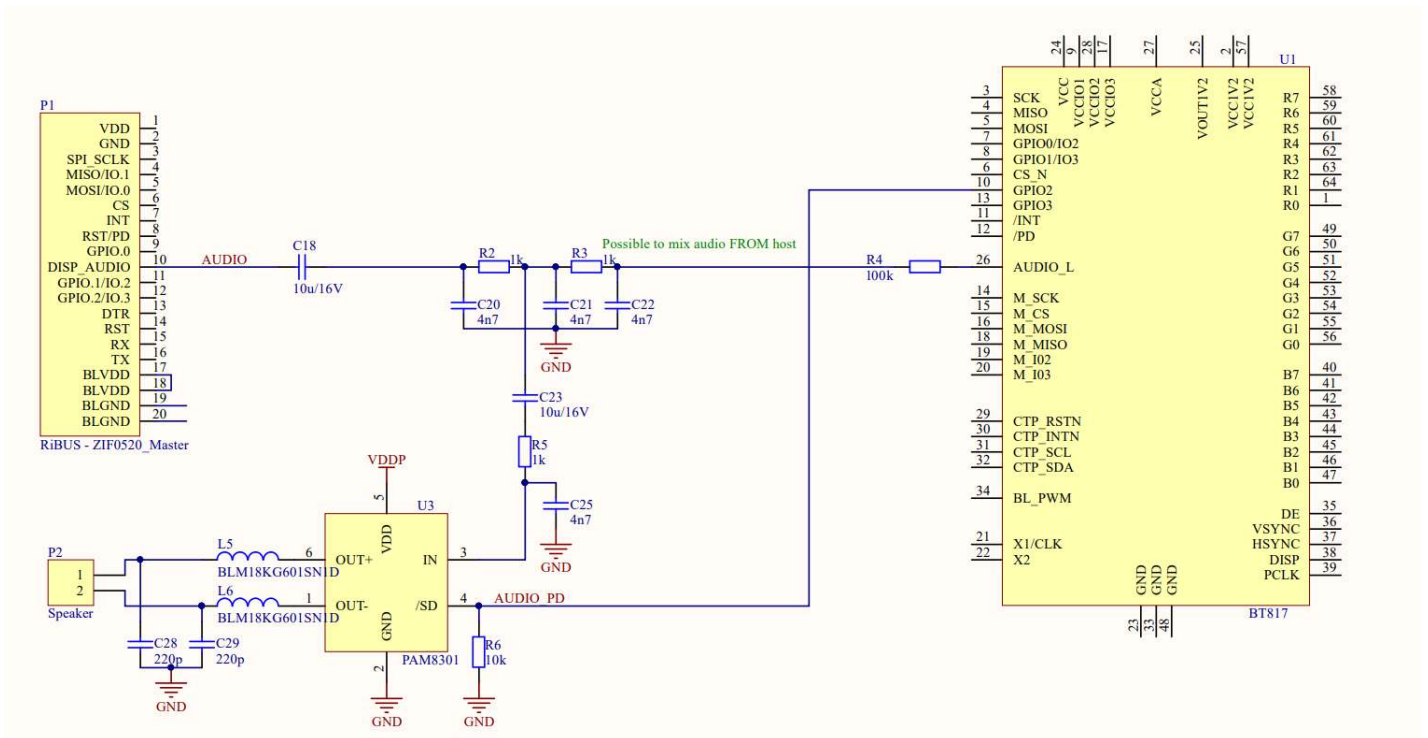 P1
VDD 1
GND 2
SPI_SCLK 3
MISO/IO.1 4
MOSI/IO.0 5
CS 6
INT 7
RST/PD 8
GPIO.0 9
DISP_AUDIO 10
GPIO.1/IO.2 11
GPIO.2/IO.3 12
DTR 13
RST 14
RX 15
TX 16
BLVDD 17
BLVDD 18
BLGND 19
BLGND 20
RiBUS - ZIF0520_Master
AUDIO
C18
10u/16V
R2
1k
R3
1k
Possible to mix audio FROM host
R4
100k
C20
4n7
C21
4n7
C22
4n7
GND
C23
10u/16V
R5
1k
C25
4n7
GND
VDDP
5
U3
VDD
6 OUT+
IN 3
1 OUT-
/SD 4
GND
2
PAM8301
GND
AUDIO_PD
R6
10k
GND
L5
BLM18KG601SN1D
L6
BLM18KG601SN1D
P2
1
2
Speaker
C28
220p
C29
220p
GND
U1
24 9 28 17 27 25 2 57
VCC
VCCIO1
VCCIO2
VCCIO3
VCCA
VOUT1V2
VCC1V2
VCC1V2
3 SCK
4 MISO
5 MOSI
7 GPIO0/IO2
8 GPIO1/IO3
6 CS_N
10 GPIO2
13 GPIO3
11 /INT
12 /PD
26 AUDIO_L
14 M_SCK
15 M_CS
16 M_MOSI
18 M_MISO
19 M_I02
20 M_I03
29 CTP_RSTN
30 CTP_INTN
31 CTP_SCL
32 CTP_SDA
34 BL_PWM
21 X1/CLK
22 X2
R7 58
R6 59
R5 60
R4 61
R3 62
R2 63
R1 64
R0 1
G7 49
G6 50
G5 51
G4 52
G3 53
G2 54
G1 55
G0 56
B7 40
B6 41
B5 42
B4 43
B3 44
B2 45
B1 46
B0 47
DE 35
VSYNC 36
HSYNC 37
DISP 38
PCLK 39
GND
GND
GND
23 33 48
BT817